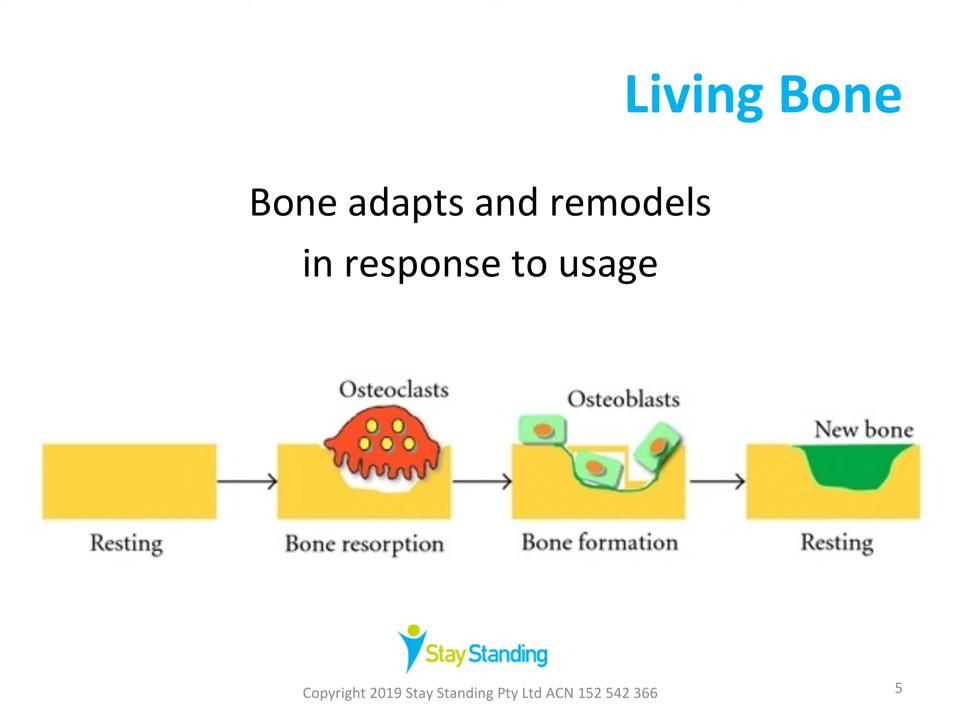 Living Bone
Bone adapts and remodels
in response to usage
Osteoclasts
Osteoblasts
New bone
Resting
Bone resorption
Bone formation
Resting
Stay Standing
Copyright 2019 Stay Standing Pty Ltd ACN 152 542 366
5